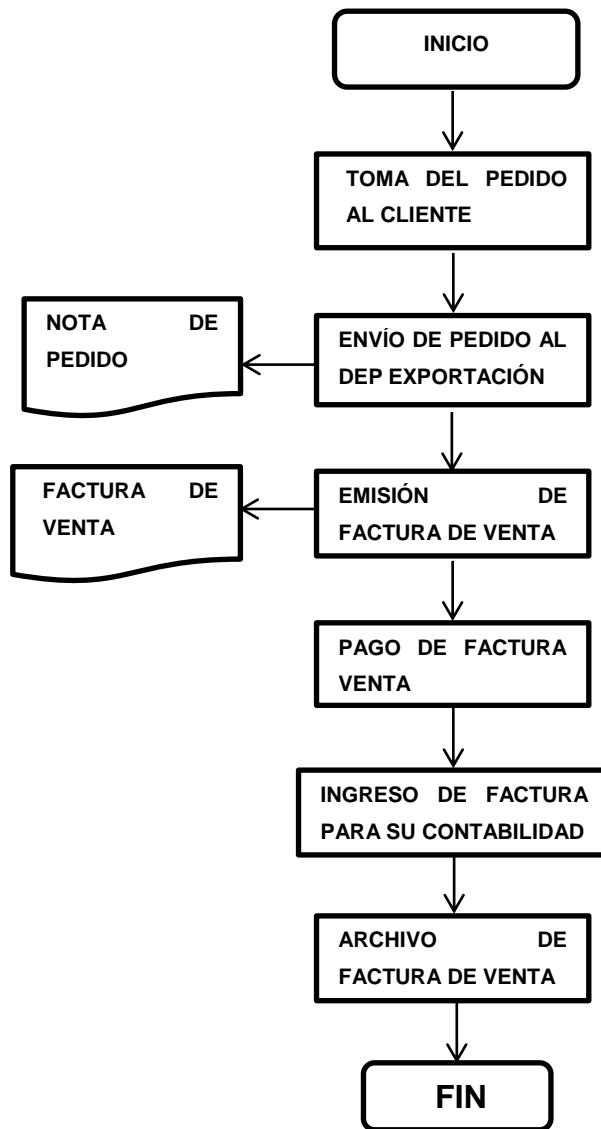 INICIO
TOMA DEL PEDIDO
AL CLIENTE
NOTA DE
PEDIDO
ENVÍO DE PEDIDO AL
DEP EXPORTACIÓN
FACTURA DE
VENTA
EMISIÓN DE
FACTURA DE VENTA
PAGO DE FACTURA
VENTA
INGRESO DE FACTURA
PARA SU CONTABILIDAD
ARCHIVO DE
FACTURA DE VENTA
FIN